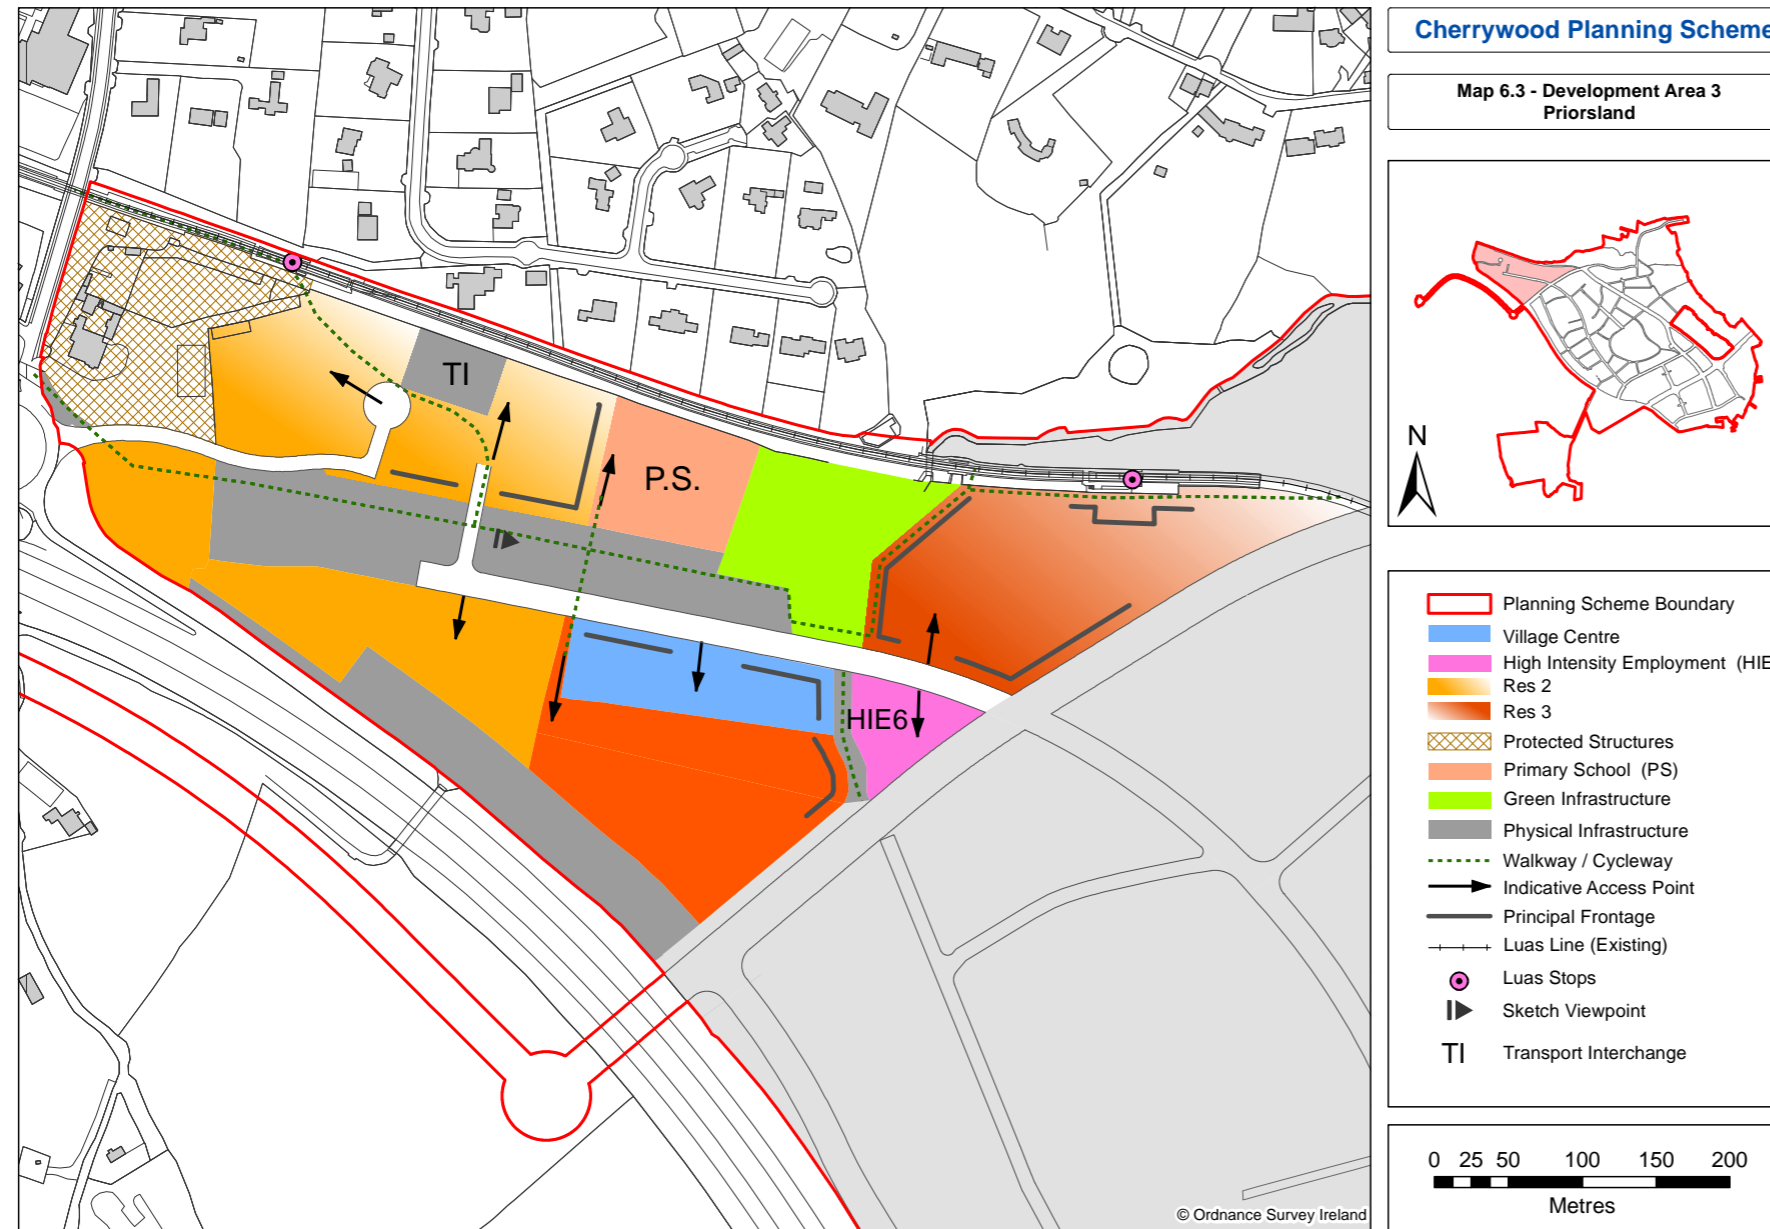 Cherrywood Planning Scheme
Map 6.3 - Development Area 3
Priorsland
N
TI
P.S.
HIE6
Planning Scheme Boundary
Village Centre
High Intensity Employment (HIE
Res 2
Res 3
Protected Structures
Primary School (PS)
Green Infrastructure
Physical Infrastructure
Walkway / Cycleway
Indicative Access Point
Principal Frontage
Luas Line (Existing)
Luas Stops
Sketch Viewpoint
TI Transport Interchange
0 25 50 100 150 200
Metres
© Ordnance Survey Ireland